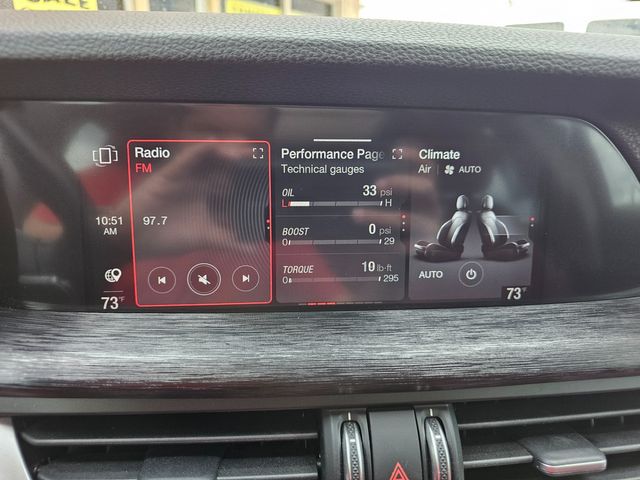 SALE
Radio
FM
10:51
AM
97.7
73°F
Performance Page
Technical gauges
OIL 33 psi
L H
BOOST 0 psi
0 29
TORQUE 10 lb-ft
0 295
Climate
Air | AUTO
AUTO
73°F